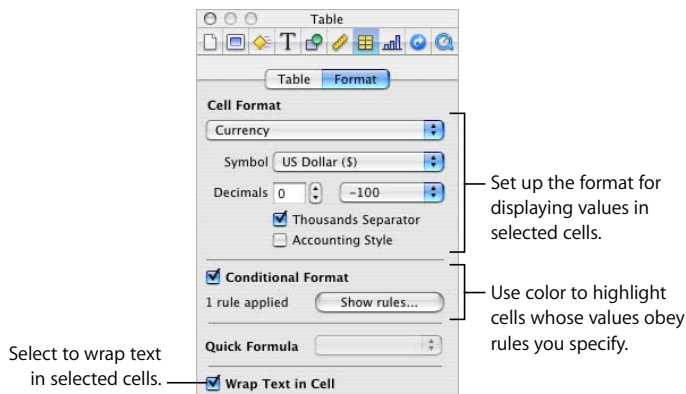 Table
T
Table Format
Cell Format
Currency
Symbol US Dollar ($)
Decimals 0 -100
Thousands Separator
Accounting Style
Set up the format for
displaying values in
selected cells.
Conditional Format
1 rule applied Show rules...
Use color to highlight
cells whose values obey
rules you specify.
Quick Formula
Select to wrap text
in selected cells.
Wrap Text in Cell